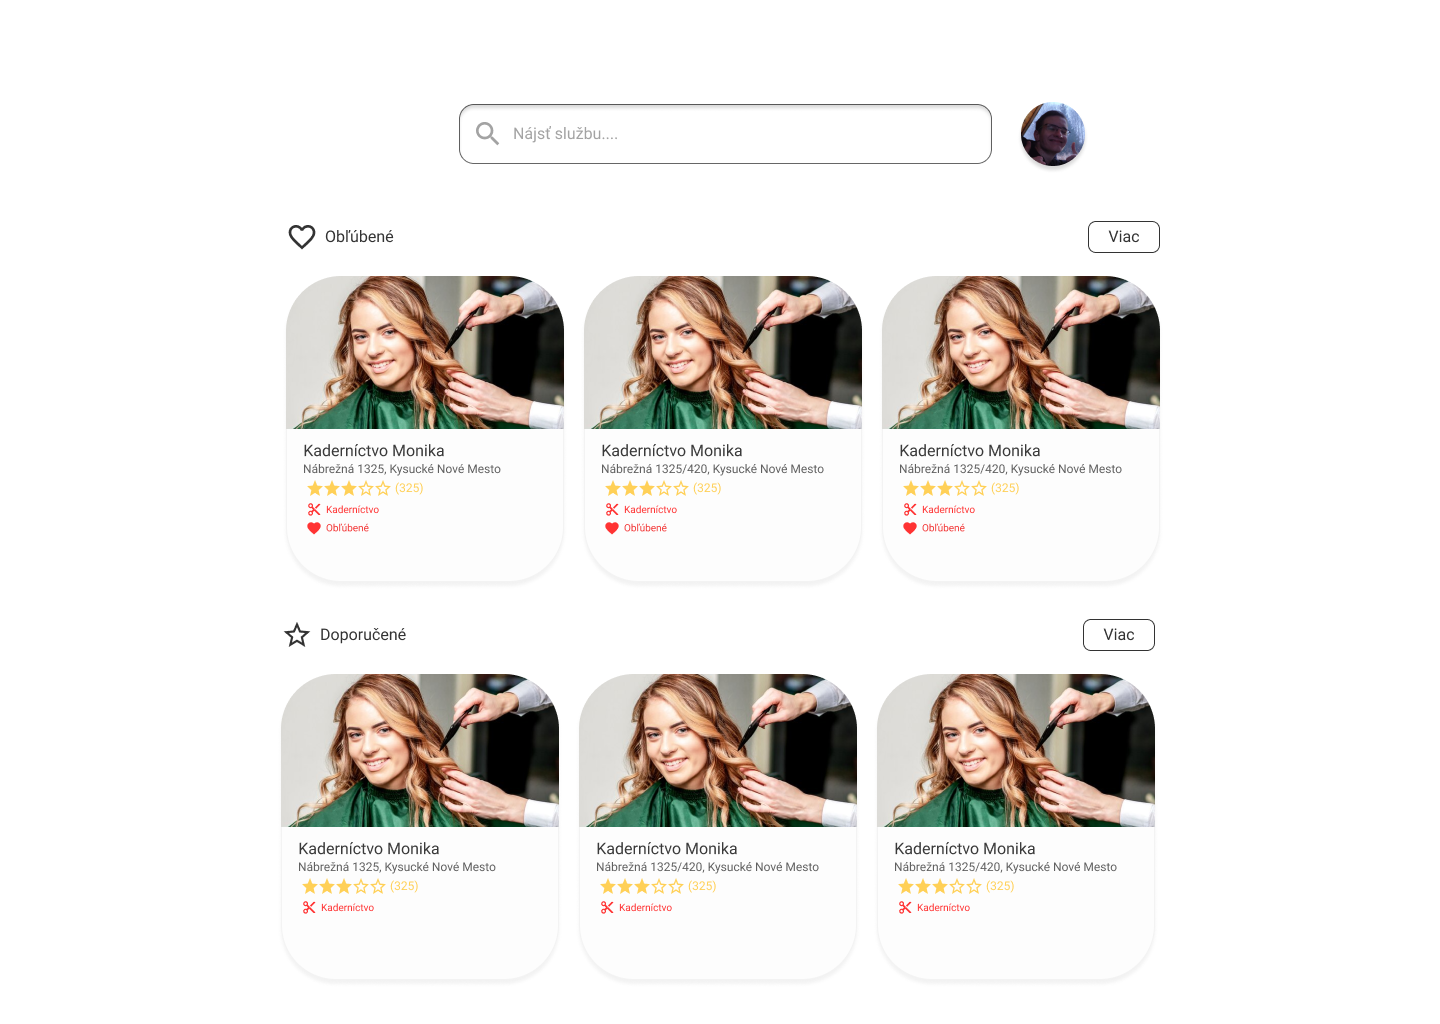 Nájsť službu....
Obľúbené
Viac
Kaderníctvo Monika
Nábrežná 1325, Kysucké Nové Mesto
(325)
Kaderníctvo
Obľúbené
Kaderníctvo Monika
Nábrežná 1325/420, Kysucké Nové Mesto
(325)
Kaderníctvo
Obľúbené
Kaderníctvo Monika
Nábrežná 1325/420, Kysucké Nové Mesto
(325)
Kaderníctvo
Obľúbené
Doporučené
Viac
Kaderníctvo Monika
Nábrežná 1325, Kysucké Nové Mesto
(325)
Kaderníctvo
Kaderníctvo Monika
Nábrežná 1325/420, Kysucké Nové Mesto
(325)
Kaderníctvo
Kaderníctvo Monika
Nábrežná 1325/420, Kysucké Nové Mesto
(325)
Kaderníctvo